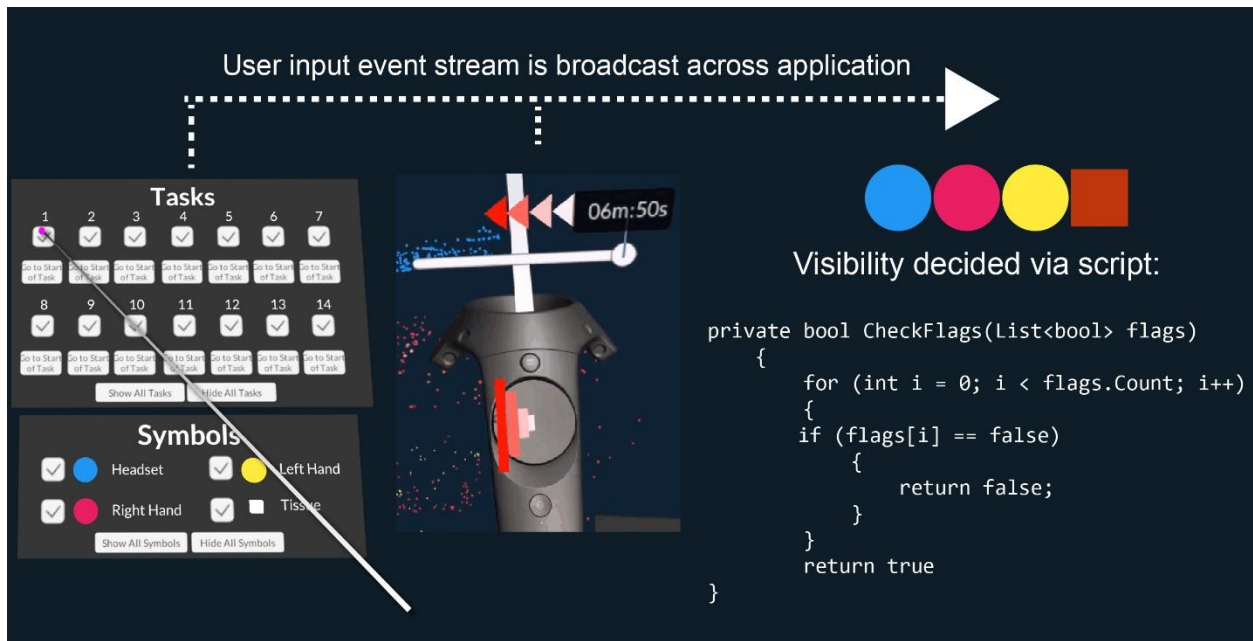 User input event stream is broadcast across application
Tasks
1 2 3 4 5 6 7
Go to Start of Task Go to Start of Task Go to Start of Task Go to Start of Task Go to Start of Task Go to Start of Task Go to Start of Task
8 9 10 11 12 13 14
Go to Start of Task Go to Start of Task Go to Start of Task Go to Start of Task Go to Start of Task Go to Start of Task Go to Start of Task
Show All Tasks Hide All Tasks
Symbols
Headset Left Hand
Right Hand Tissue
Show All Symbols Hide All Symbols
06m:50s
Visibility decided via script:
private bool CheckFlags(List<bool> flags)
{
for (int i = 0; i < flags.Count; i++)
{
if (flags[i] == false)
{
return false;
}
}
return true
}